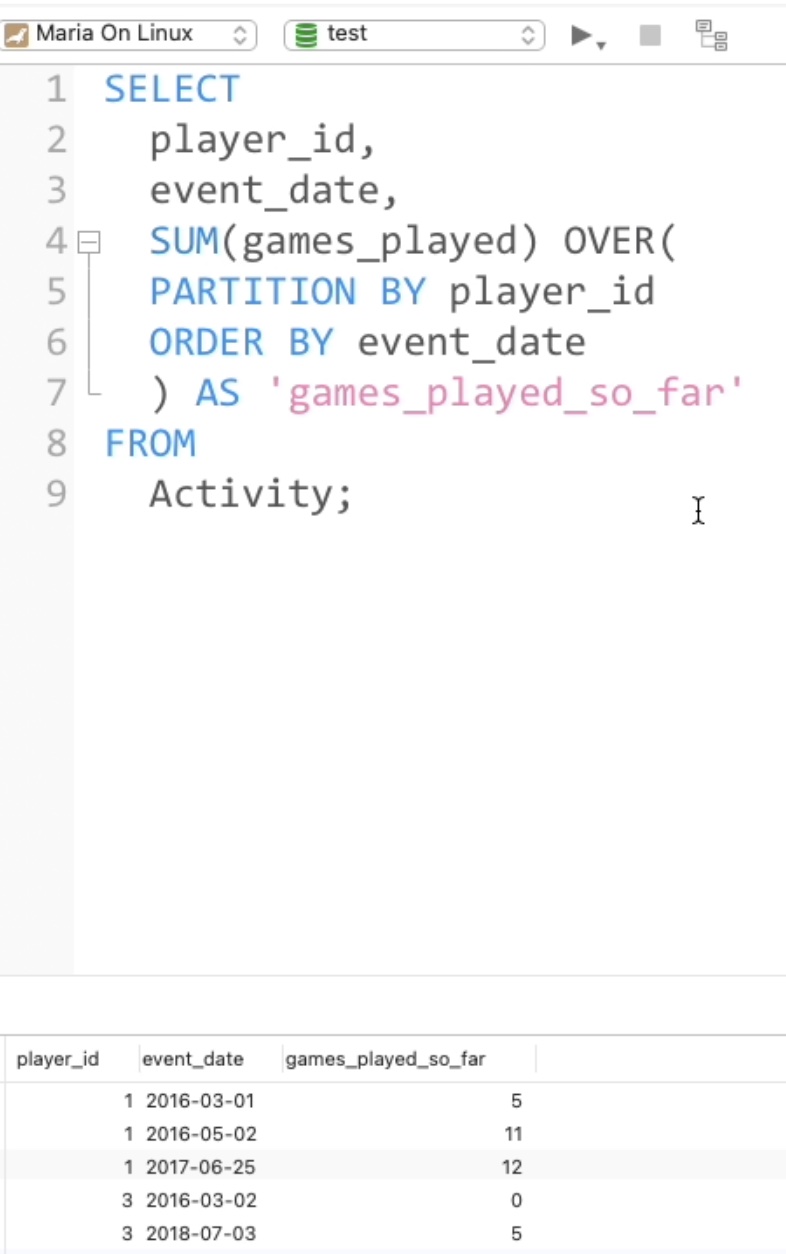 Maria On Linux test
1 SELECT
2 player_id,
3 event_date,
4 SUM(games_played) OVER(
5 PARTITION BY player_id
6 ORDER BY event_date
7 ) AS 'games_played_so_far'
8 FROM
9 Activity;
player_id event_date games_played_so_far
1 2016-03-01 5
1 2016-05-02 11
1 2017-06-25 12
3 2016-03-02 0
3 2018-07-03 5